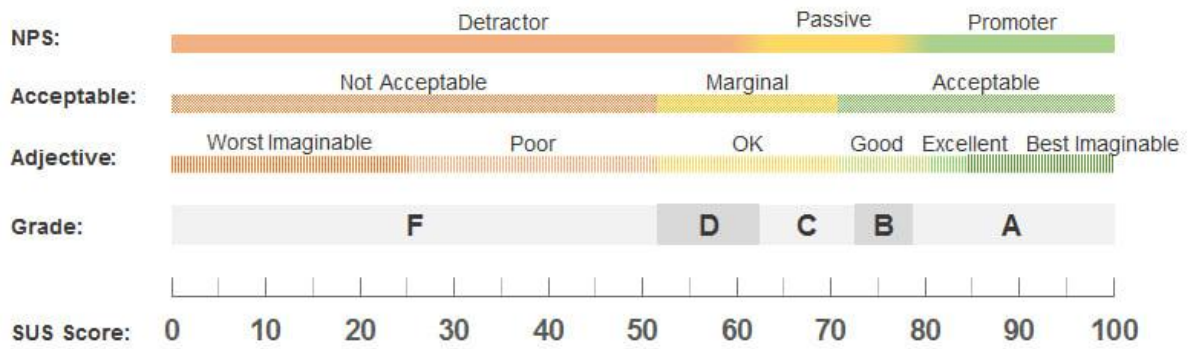 NPS: Detractor Passive Promoter
Acceptable: Not Acceptable Marginal Acceptable
Adjective: Worst Imaginable Poor OK Good Excellent Best Imaginable
Grade: F D C B A
SUS Score: 0 10 20 30 40 50 60 70 80 90 100